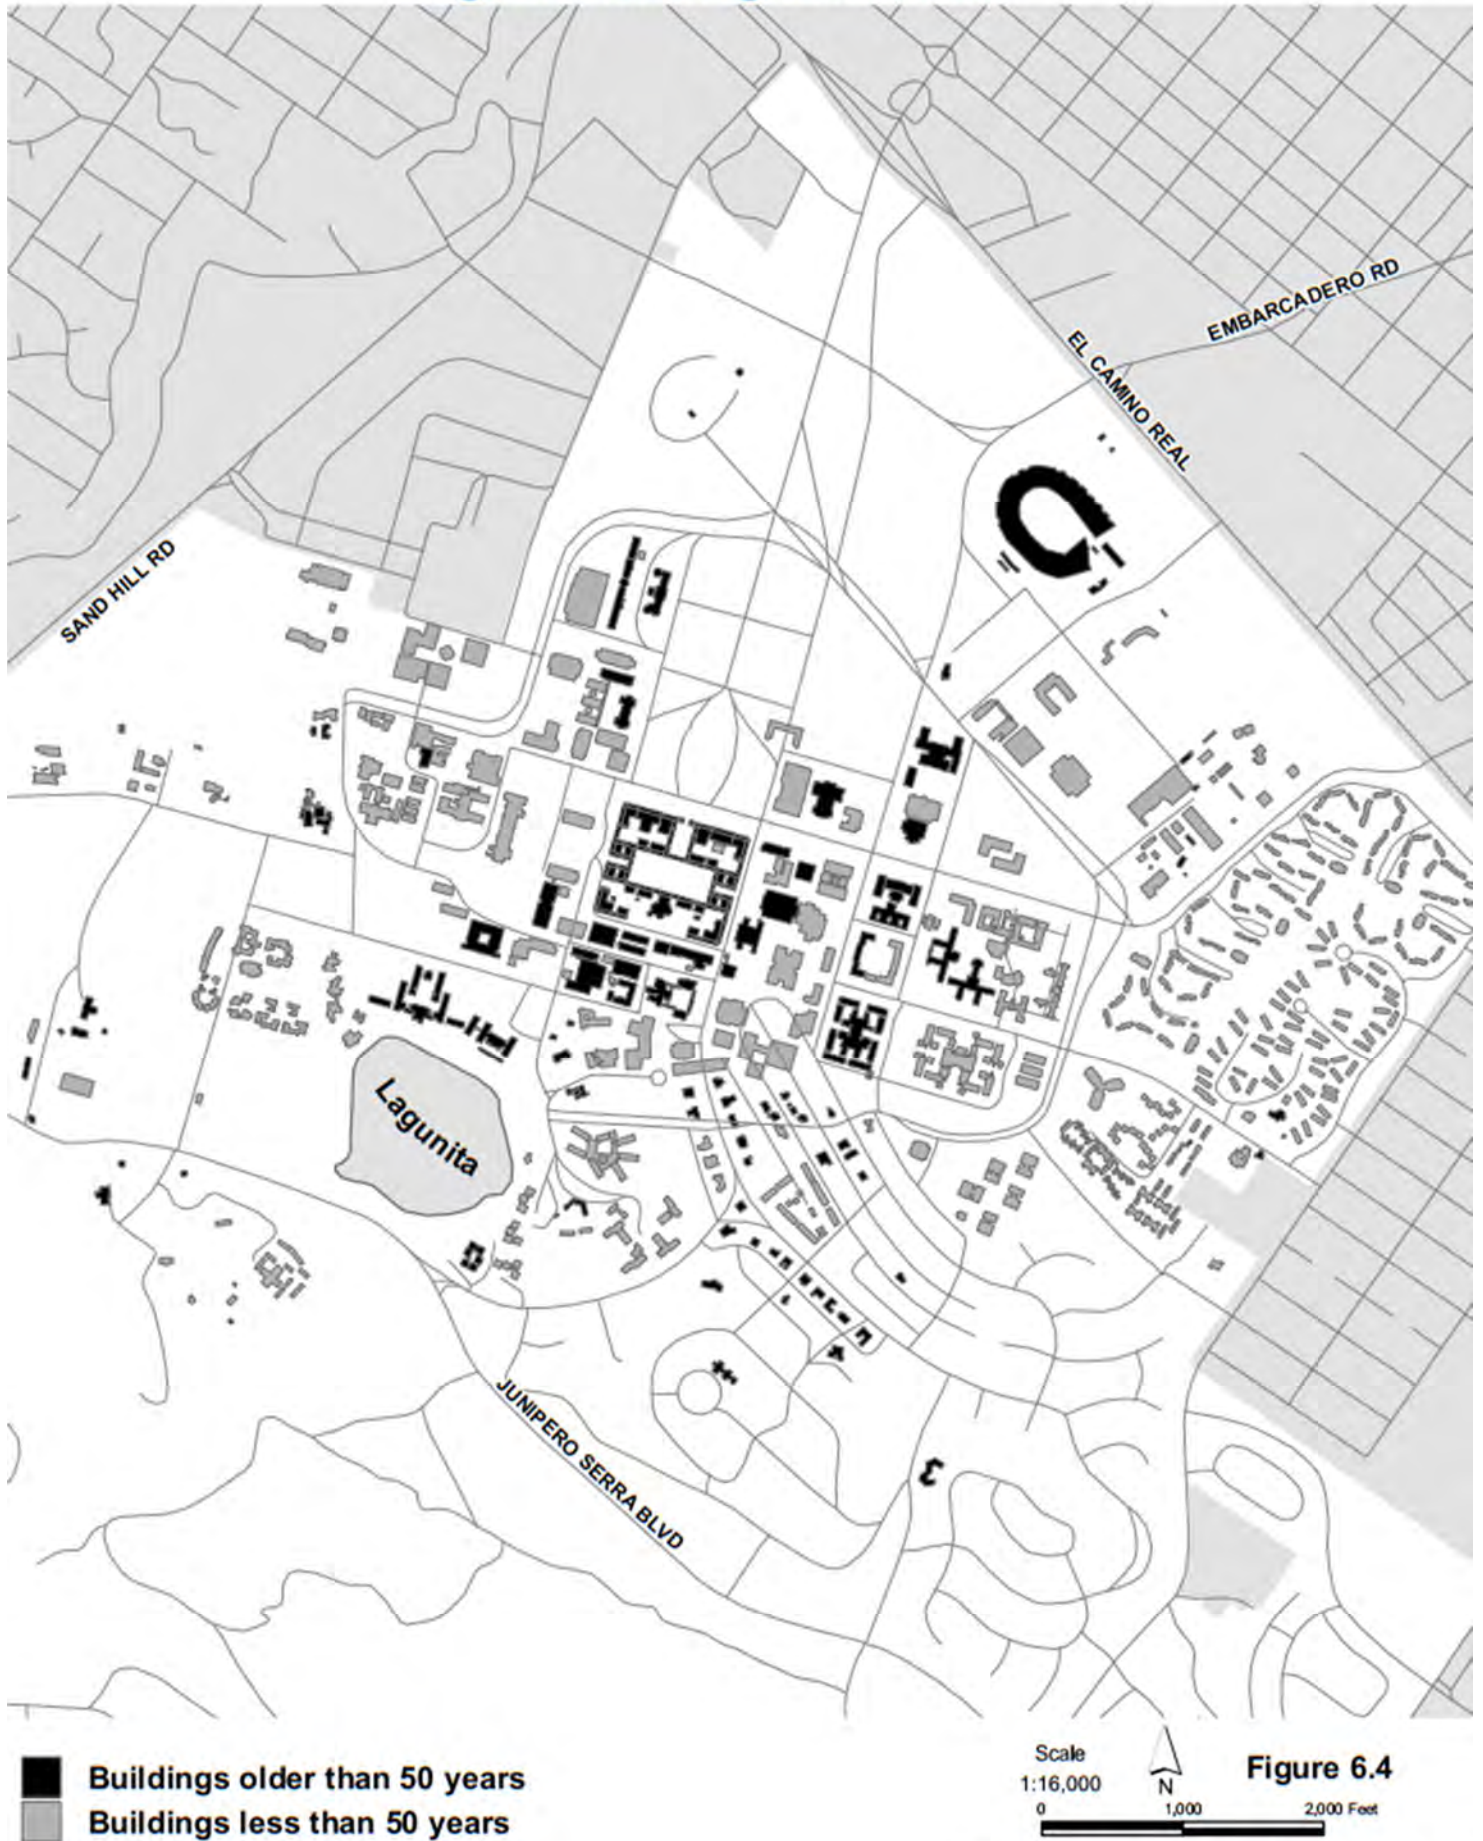 EMBARCADERO RD
EL CAMINO REAL
SAND HILL RD
Lagunita
JUNIPERO SERRA BLVD
Buildings older than 50 years
Buildings less than 50 years
Scale
1:16,000
N
Figure 6.4
0 1,000 2,000 Feet